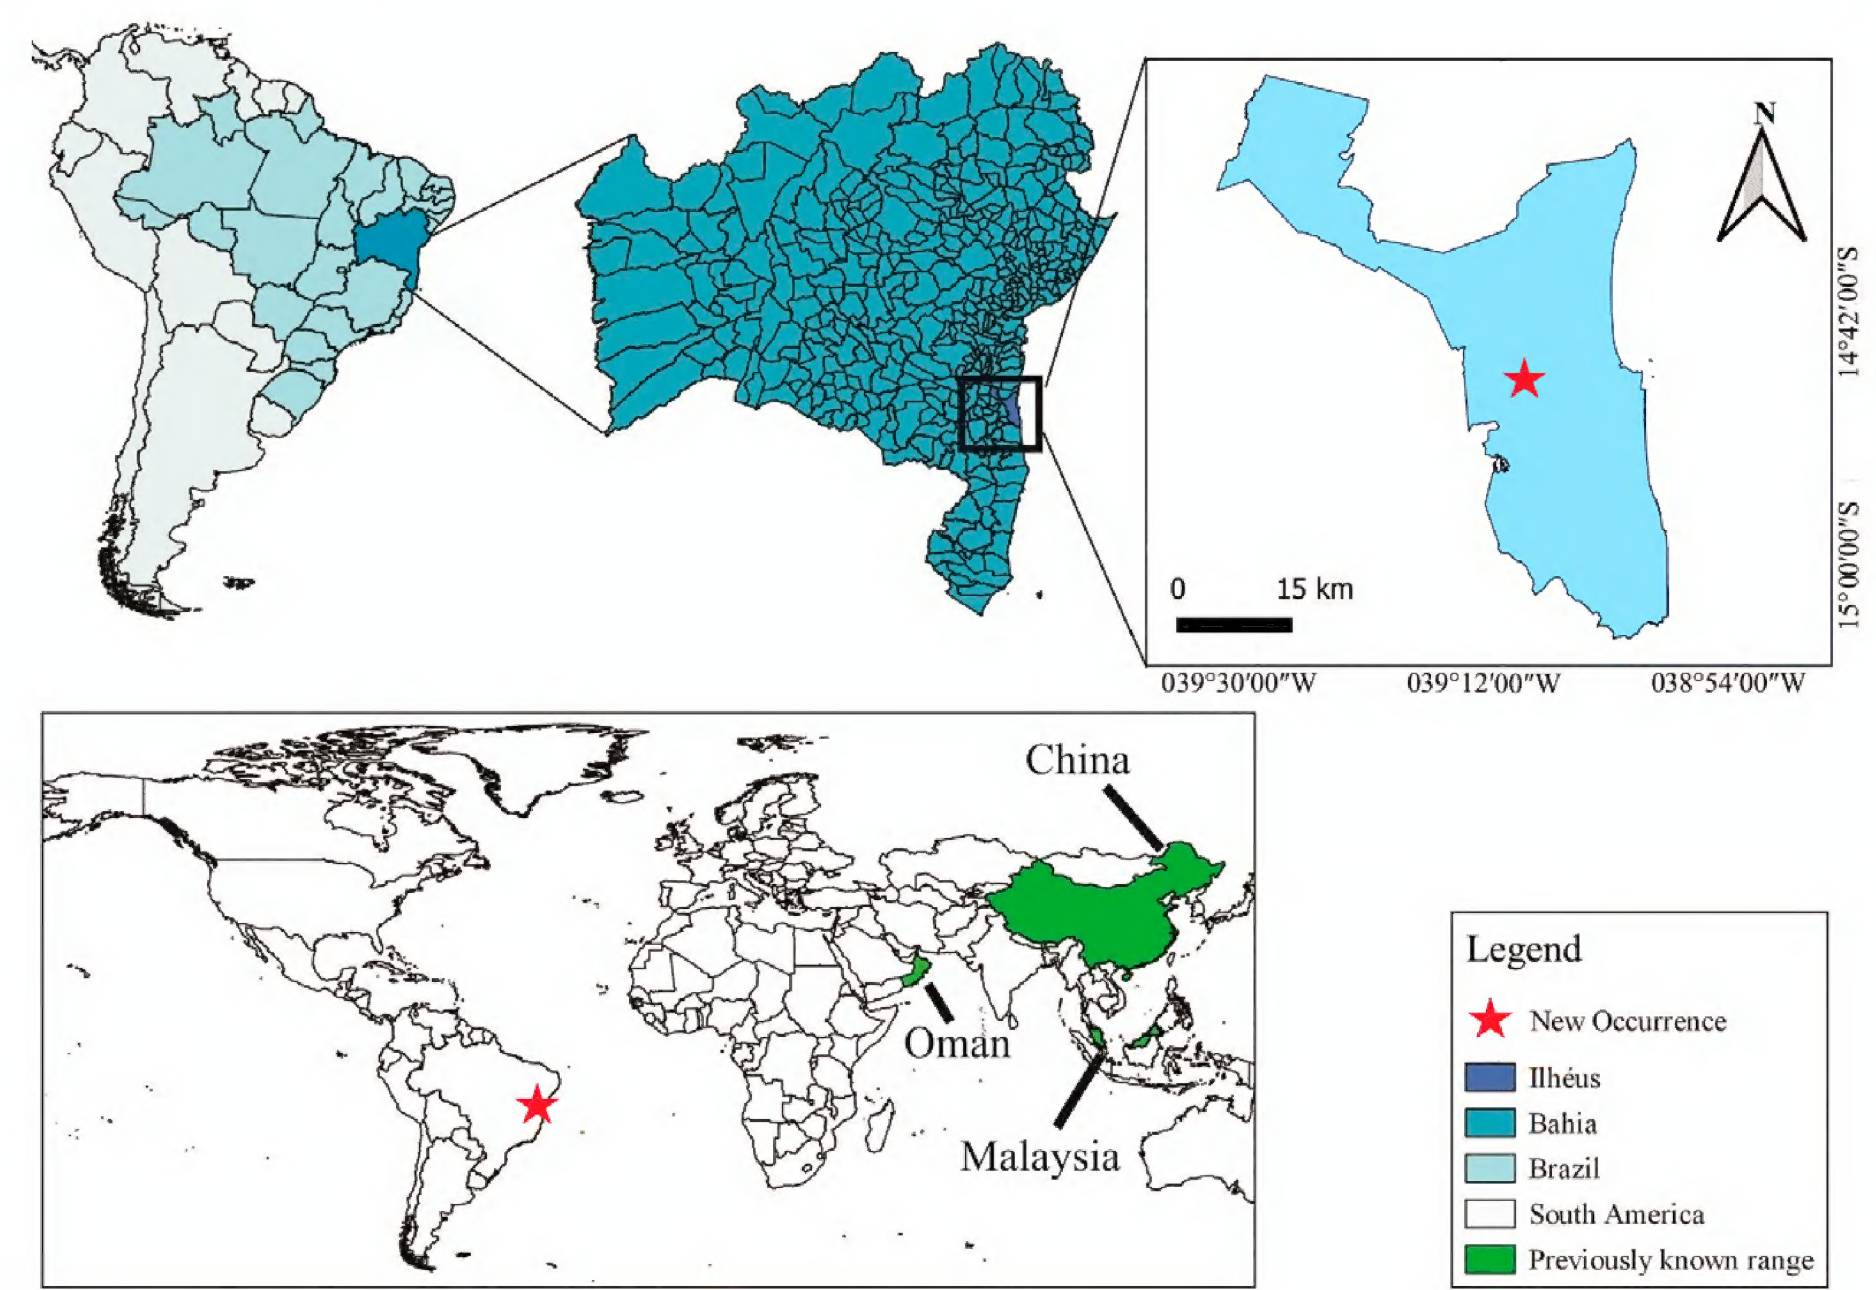 N
14°42′00″S
15°00′00″S
0 15 km
039°30′00″W 039°12′00″W 038°54′00″W
China
Oman
Malaysia
Legend
New Occurrence
Ilhéus
Bahia
Brazil
South America
Previously known range